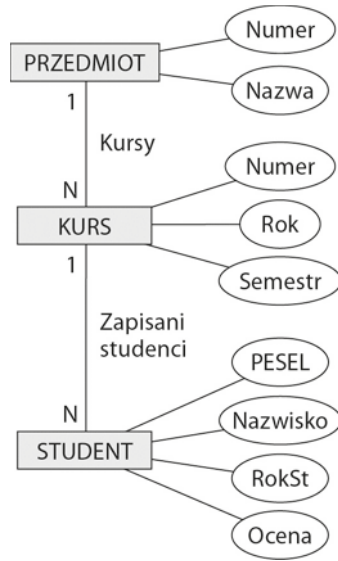 Numer
PRZEDMIOT
Nazwa
1
Kursy
Numer
N
KURS
Rok
1
Semestr
Zapisani
studenci
PESEL
Nazwisko
N
STUDENT
RokSt
Ocena